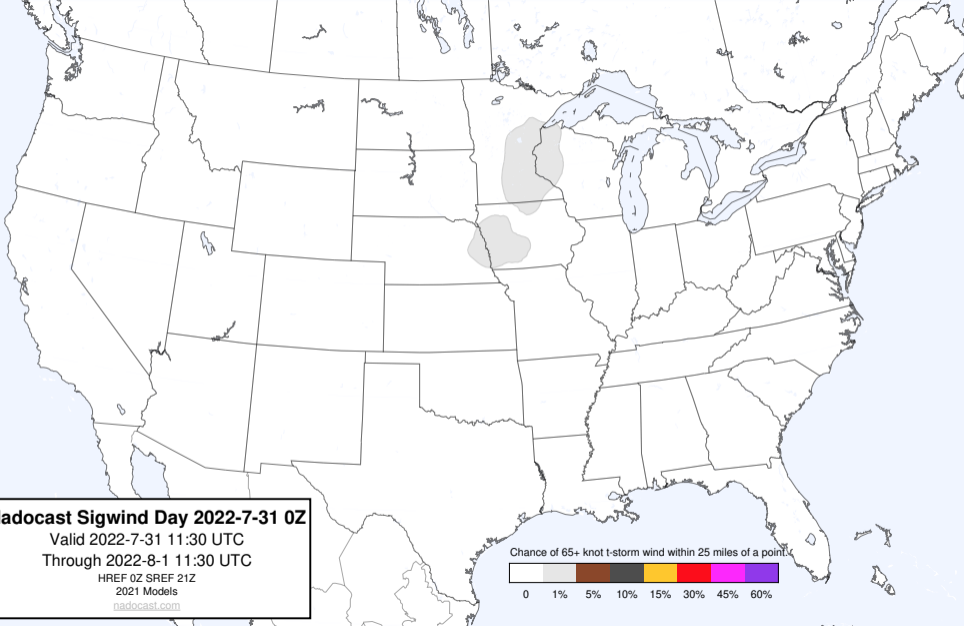 adocast Sigwind Day 2022-7-31 0Z
Valid 2022-7-31 11:30 UTC
Through 2022-8-1 11:30 UTC
HREF 0Z SREF 21Z
2021 Models
nadocast.com
Chance of 65+ knot t-storm wind within 25 miles of a point.
0 1% 5% 10% 15% 30% 45% 60%